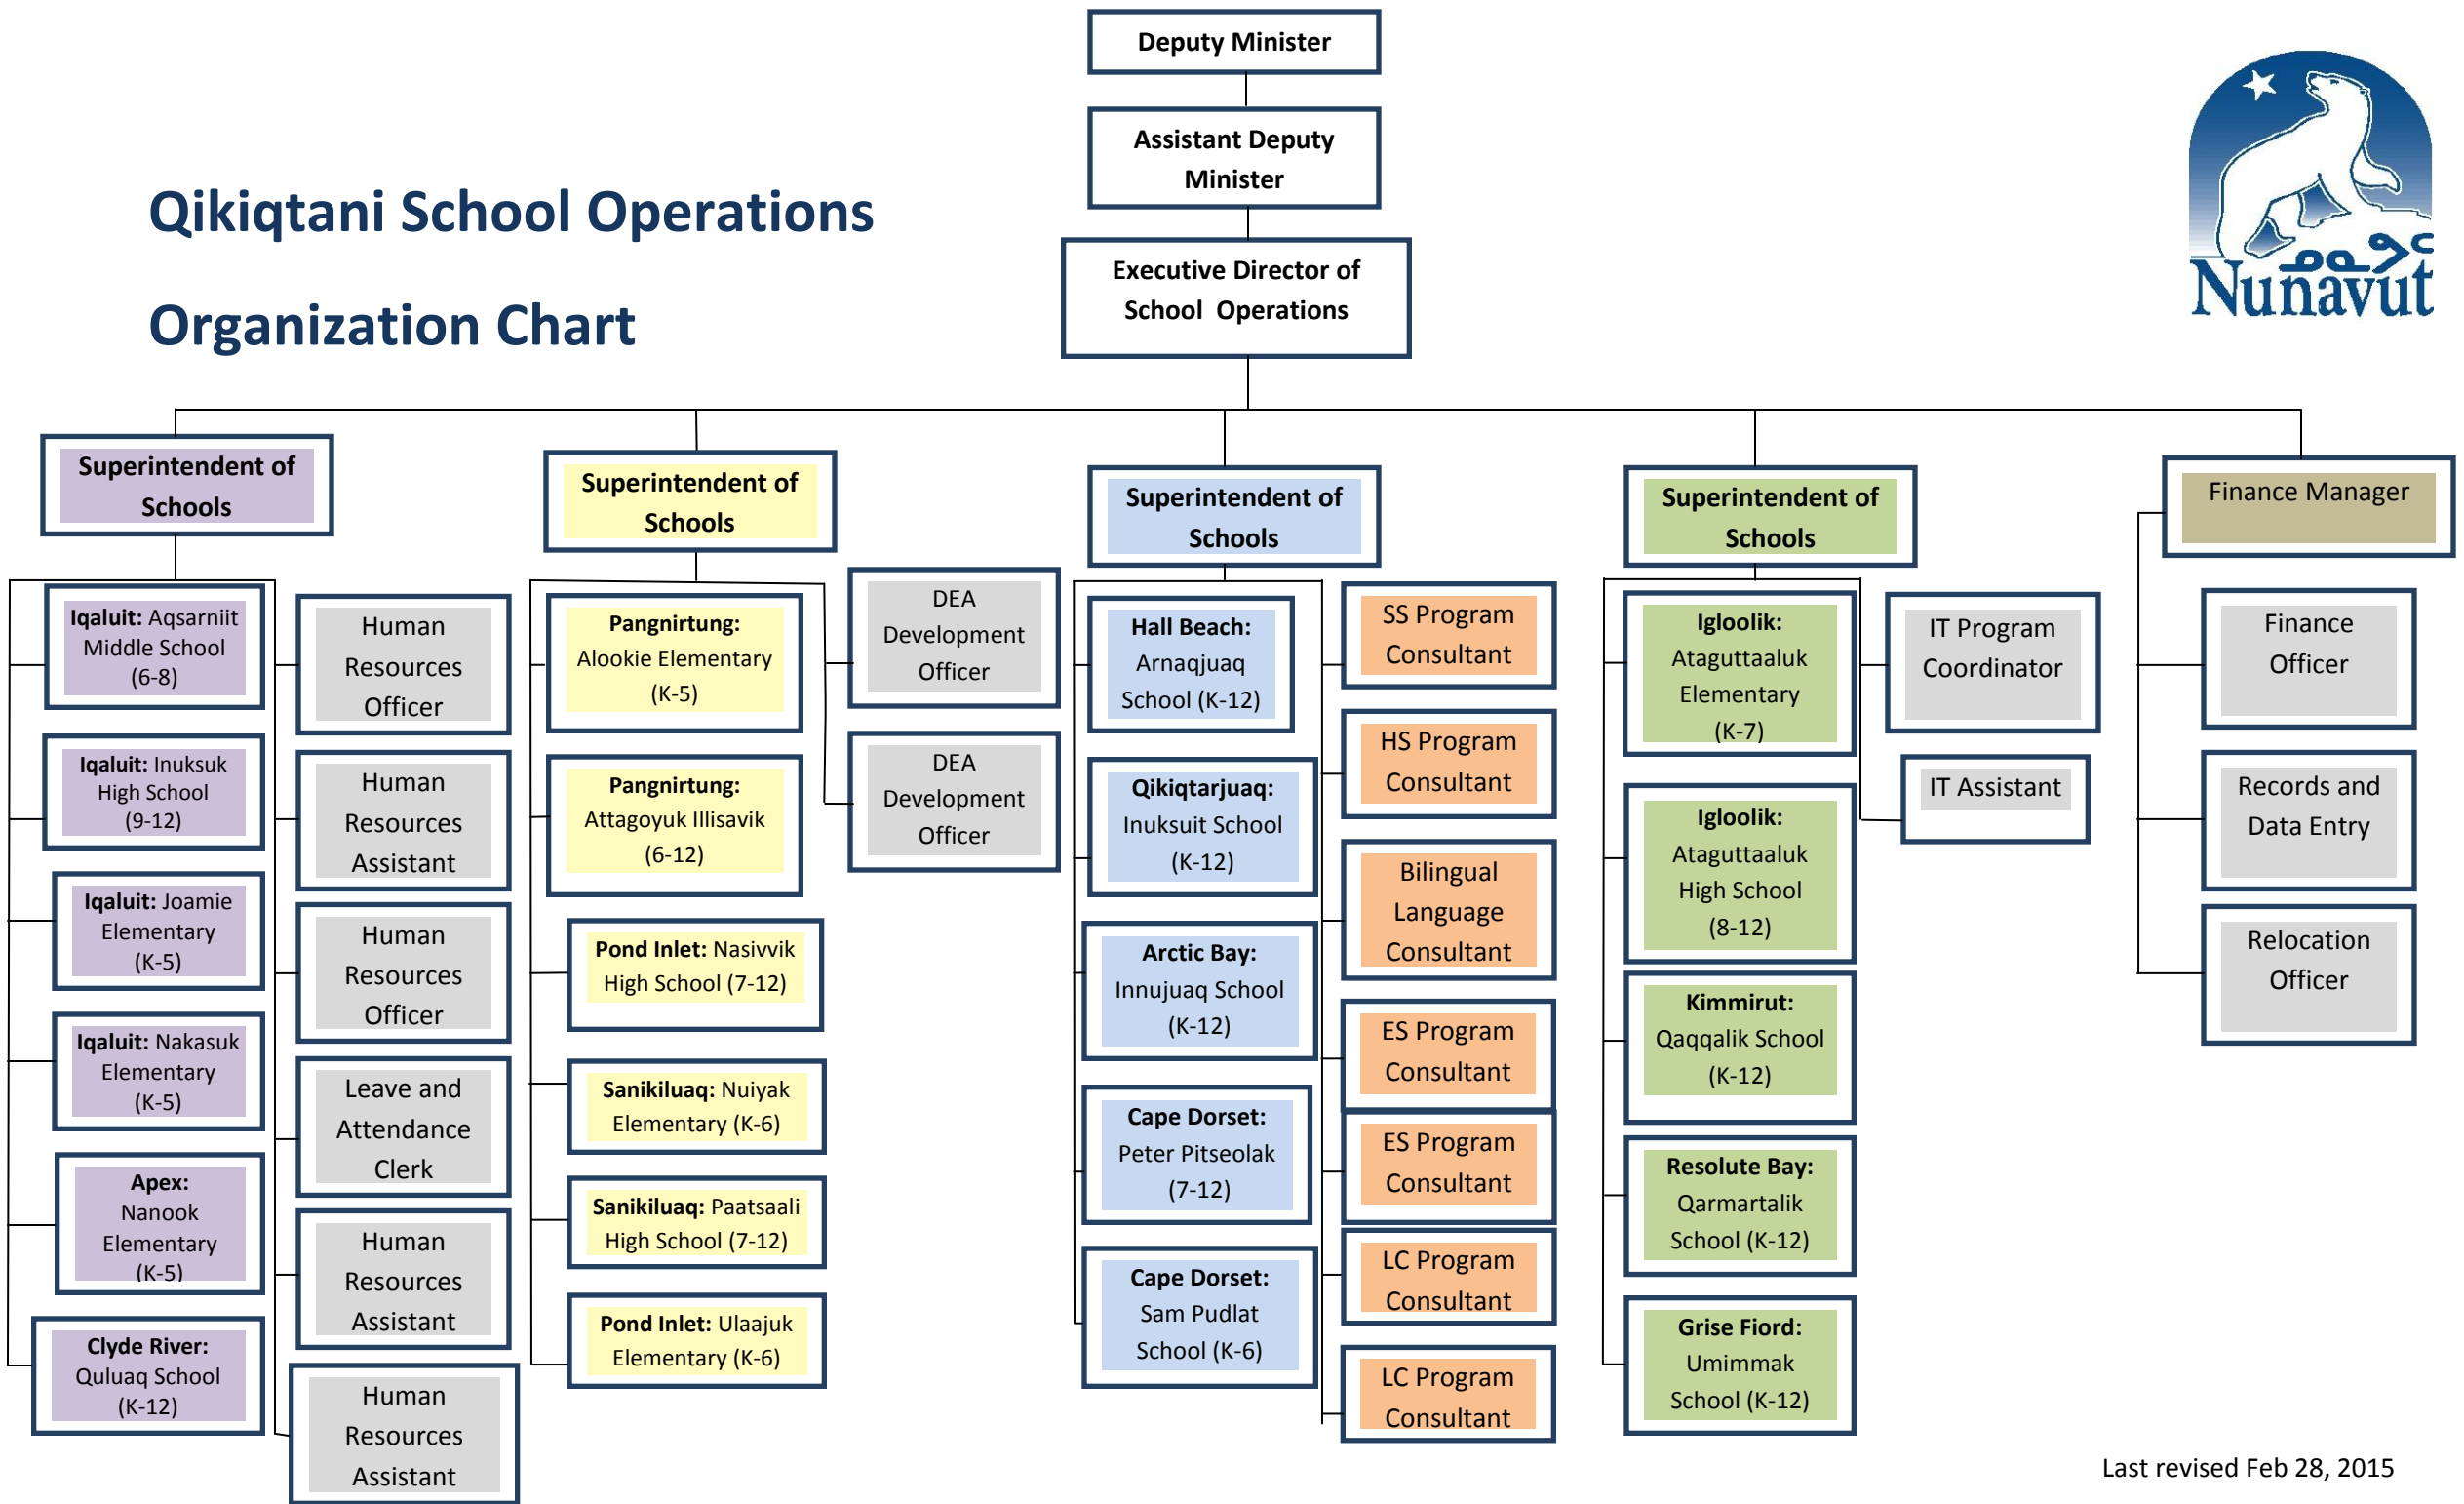 Deputy Minister
Assistant Deputy
Minister
Executive Director of
School Operations
Qikiqtani School Operations
Organization Chart
ᓄᓇᕗᑦ
Nunavut
Superintendent of
Schools
Iqaluit: Aqsarniit
Middle School
(6-8)
Iqaluit: Inuksuk
High School
(9-12)
Iqaluit: Joamie
Elementary
(K-5)
Iqaluit: Nakasuk
Elementary
(K-5)
Apex:
Nanook
Elementary
(K-5)
Clyde River:
Quluaq School
(K-12)
Human
Resources
Officer
Human
Resources
Assistant
Human
Resources
Officer
Leave and
Attendance
Clerk
Human
Resources
Assistant
Human
Resources
Assistant
Superintendent of
Schools
Pangnirtung:
Alookie Elementary
(K-5)
Pangnirtung:
Attagoyuk Illisavik
(6-12)
Pond Inlet: Nasivvik
High School (7-12)
Sanikiluaq: Nuiyak
Elementary (K-6)
Sanikiluaq: Paatsaali
High School (7-12)
Pond Inlet: Ulaajuk
Elementary (K-6)
DEA
Development
Officer
DEA
Development
Officer
Superintendent of
Schools
Hall Beach:
Arnaqjuaq
School (K-12)
Qikiqtarjuaq:
Inuksuit School
(K-12)
Arctic Bay:
Innujuaq School
(K-12)
Cape Dorset:
Peter Pitseolak
(7-12)
Cape Dorset:
Sam Pudlat
School (K-6)
SS Program
Consultant
HS Program
Consultant
Bilingual
Language
Consultant
ES Program
Consultant
ES Program
Consultant
LC Program
Consultant
LC Program
Consultant
Superintendent of
Schools
Igloolik:
Ataguttaaluk
Elementary
(K-7)
Igloolik:
Ataguttaaluk
High School
(8-12)
Kimmirut:
Qaqqalik School
(K-12)
Resolute Bay:
Qarmartalik
School (K-12)
Grise Fiord:
Umimmak
School (K-12)
IT Program
Coordinator
IT Assistant
Finance Manager
Finance
Officer
Records and
Data Entry
Relocation
Officer
Last revised Feb 28, 2015